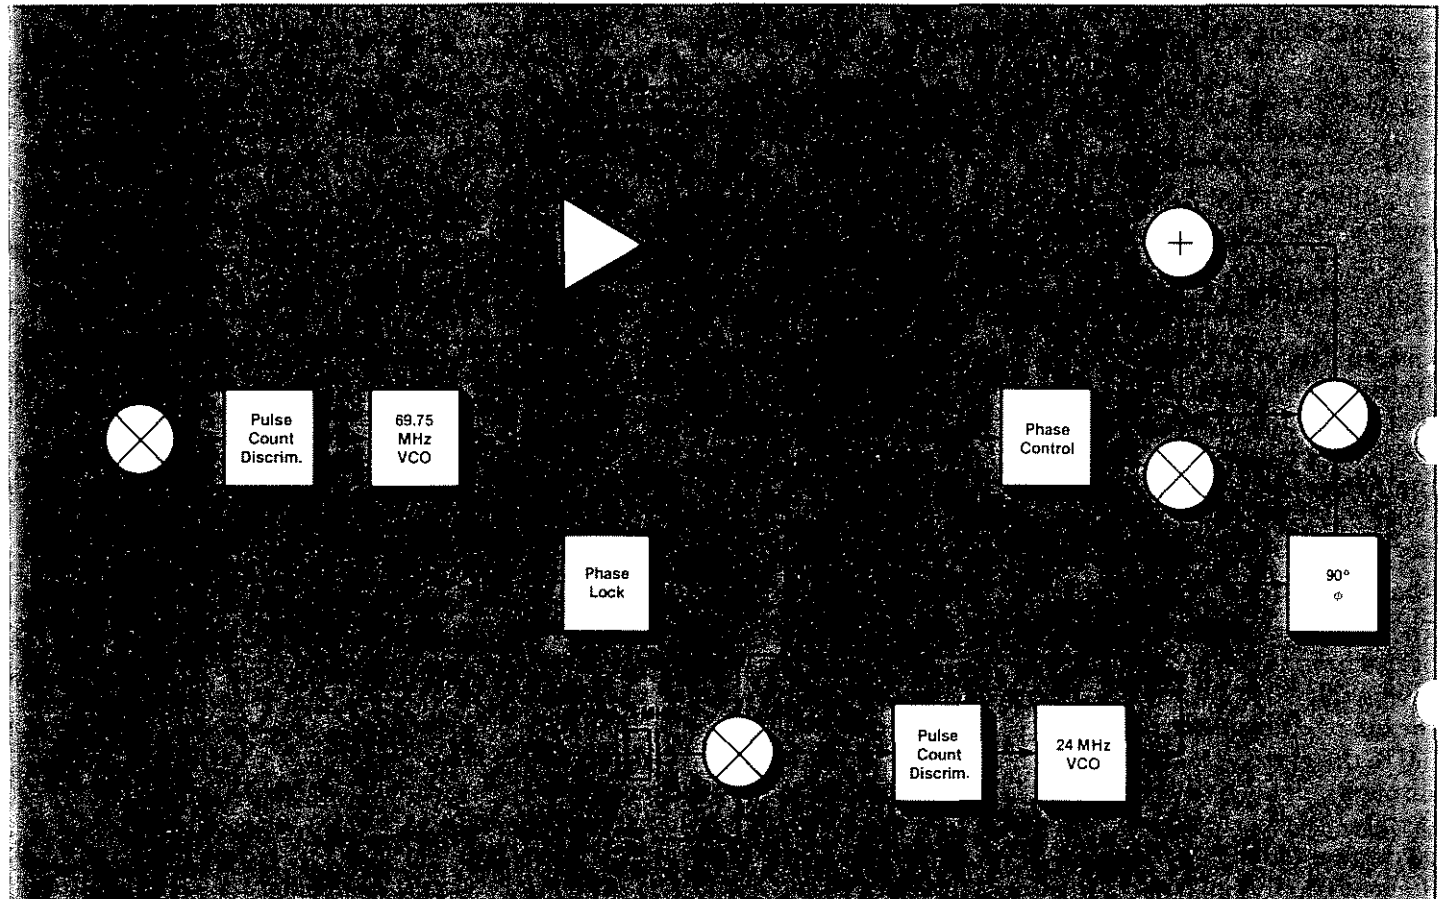 Pulse
Count
Discrim.
69.75
MHz
VCO
Phase
Control
Phase
Lock
90°
ϕ
Pulse
Count
Discrim.
24 MHz
VCO